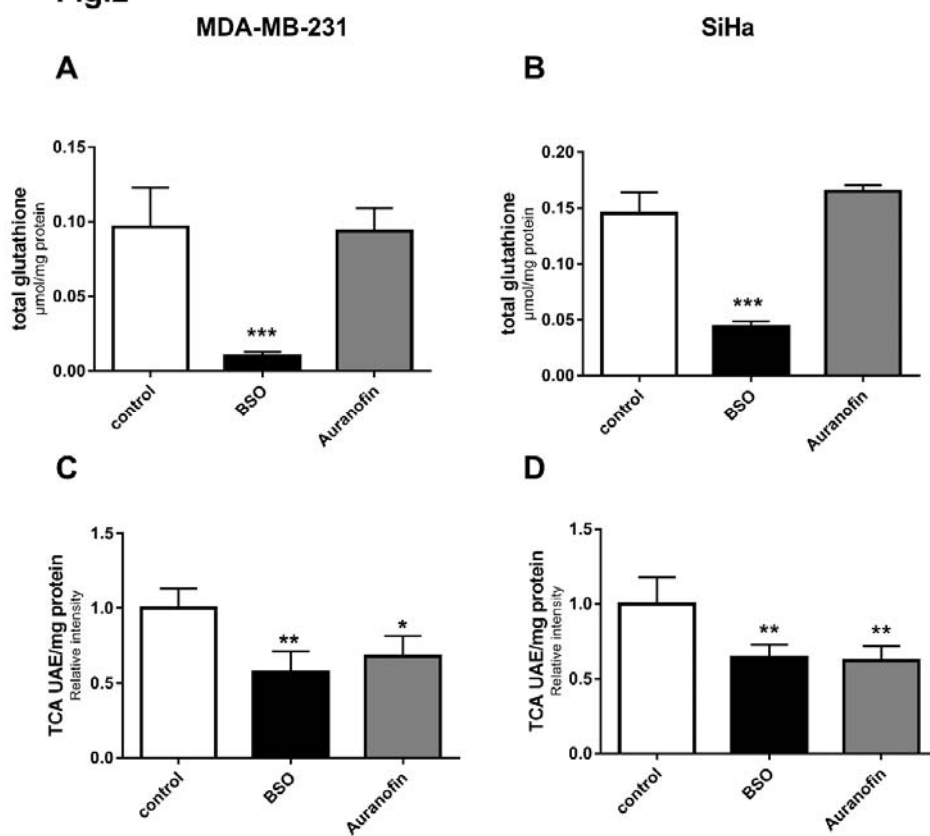 Fig.2
MDA-MB-231
SiHa
A
B
total glutathione
µmol/mg protein
0.15
0.10
0.05
0.00
***
control
BSO
Auranofin
total glutathione
µmol/mg protein
0.20
0.15
0.10
0.05
0.00
***
control
BSO
Auranofin
C
D
TCA UAE/mg protein
Relative intensity
1.5
1.0
0.5
0.0
**
*
control
BSO
Auranofin
TCA UAE/mg protein
Relative intensity
1.5
1.0
0.5
0.0
**
**
control
BSO
Auranofin